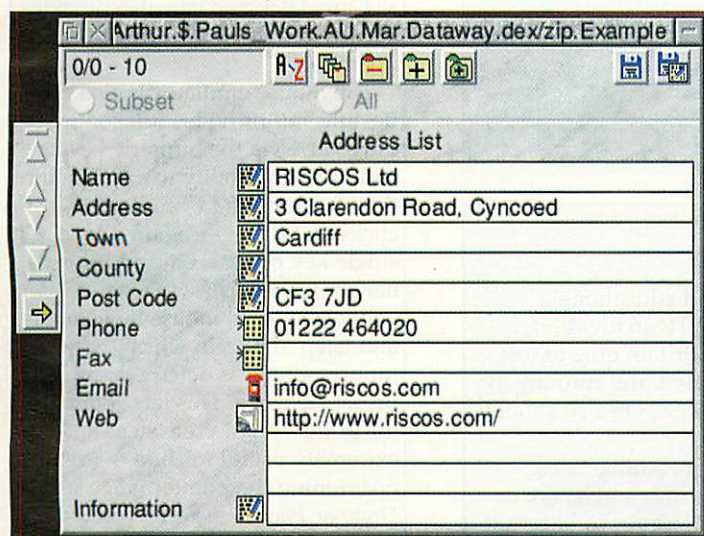 Arthur.$.Pauls_Work.AU.Mar.Dataway.dex/zip.Example
0/0 - 10
A Z
Subset All
Address List
Name RISCOS Ltd
Address 3 Clarendon Road, Cyncoed
Town Cardiff
County
Post Code CF3 7JD
Phone 01222 464020
Fax
Email info@riscos.com
Web http://www.riscos.com/
Information